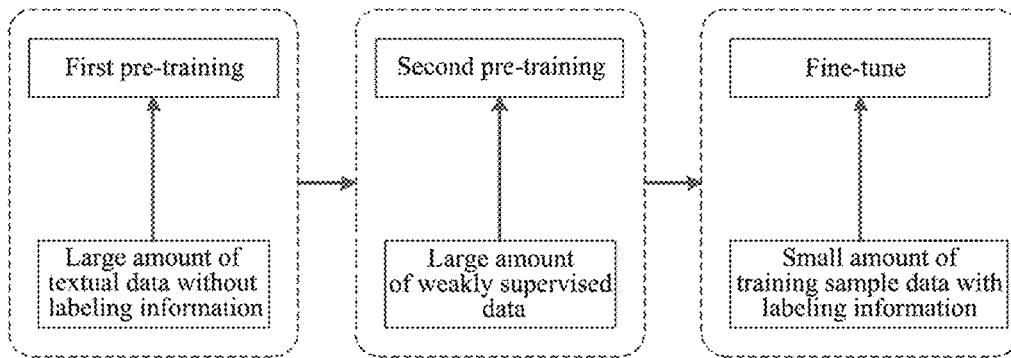 First pre-training
Second pre-training
Fine-tune
Large amount of
textual data without
labeling information
Large amount
of weakly supervised
data
Small amount of
training sample data with
labeling information